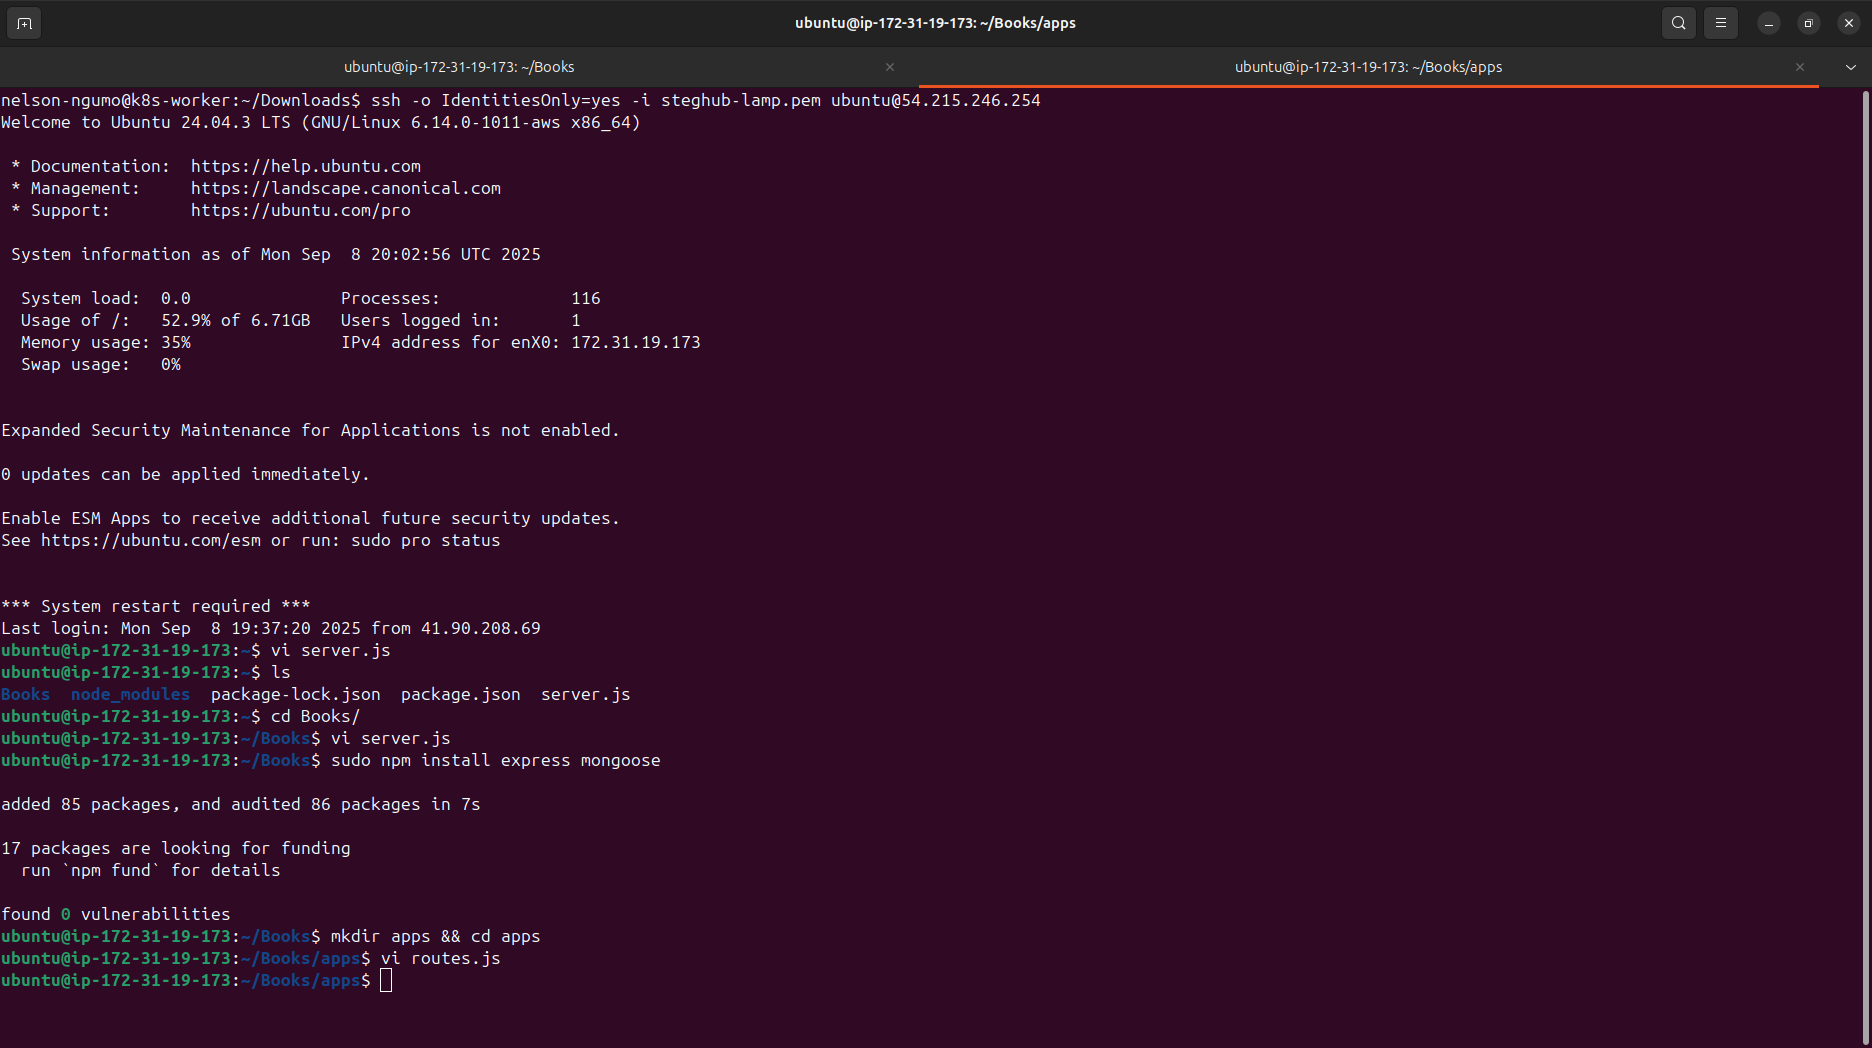 ubuntu@ip-172-31-19-173: ~/Books/apps
ubuntu@ip-172-31-19-173: ~/Books
ubuntu@ip-172-31-19-173: ~/Books/apps
nelson-ngumo@k8s-worker:~/Downloads$ ssh -o IdentitiesOnly=yes -i steghub-lamp.pem ubuntu@54.215.246.254
Welcome to Ubuntu 24.04.3 LTS (GNU/Linux 6.14.0-1011-aws x86_64)
 * Documentation:  https://help.ubuntu.com
 * Management:     https://landscape.canonical.com
 * Support:        https://ubuntu.com/pro
 System information as of Mon Sep  8 20:02:56 UTC 2025
  System load:  0.0               Processes:             116
  Usage of /:   52.9% of 6.71GB   Users logged in:       1
  Memory usage: 35%               IPv4 address for enX0: 172.31.19.173
  Swap usage:   0%
Expanded Security Maintenance for Applications is not enabled.
0 updates can be applied immediately.
Enable ESM Apps to receive additional future security updates.
See https://ubuntu.com/esm or run: sudo pro status
*** System restart required ***
Last login: Mon Sep  8 19:37:20 2025 from 41.90.208.69
ubuntu@ip-172-31-19-173:~$ vi server.js
ubuntu@ip-172-31-19-173:~$ ls
Books  node_modules  package-lock.json  package.json  server.js
ubuntu@ip-172-31-19-173:~$ cd Books/
ubuntu@ip-172-31-19-173:~/Books$ vi server.js
ubuntu@ip-172-31-19-173:~/Books$ sudo npm install express mongoose
added 85 packages, and audited 86 packages in 7s
17 packages are looking for funding
  run `npm fund` for details
found 0 vulnerabilities
ubuntu@ip-172-31-19-173:~/Books$ mkdir apps && cd apps
ubuntu@ip-172-31-19-173:~/Books/apps$ vi routes.js
ubuntu@ip-172-31-19-173:~/Books/apps$